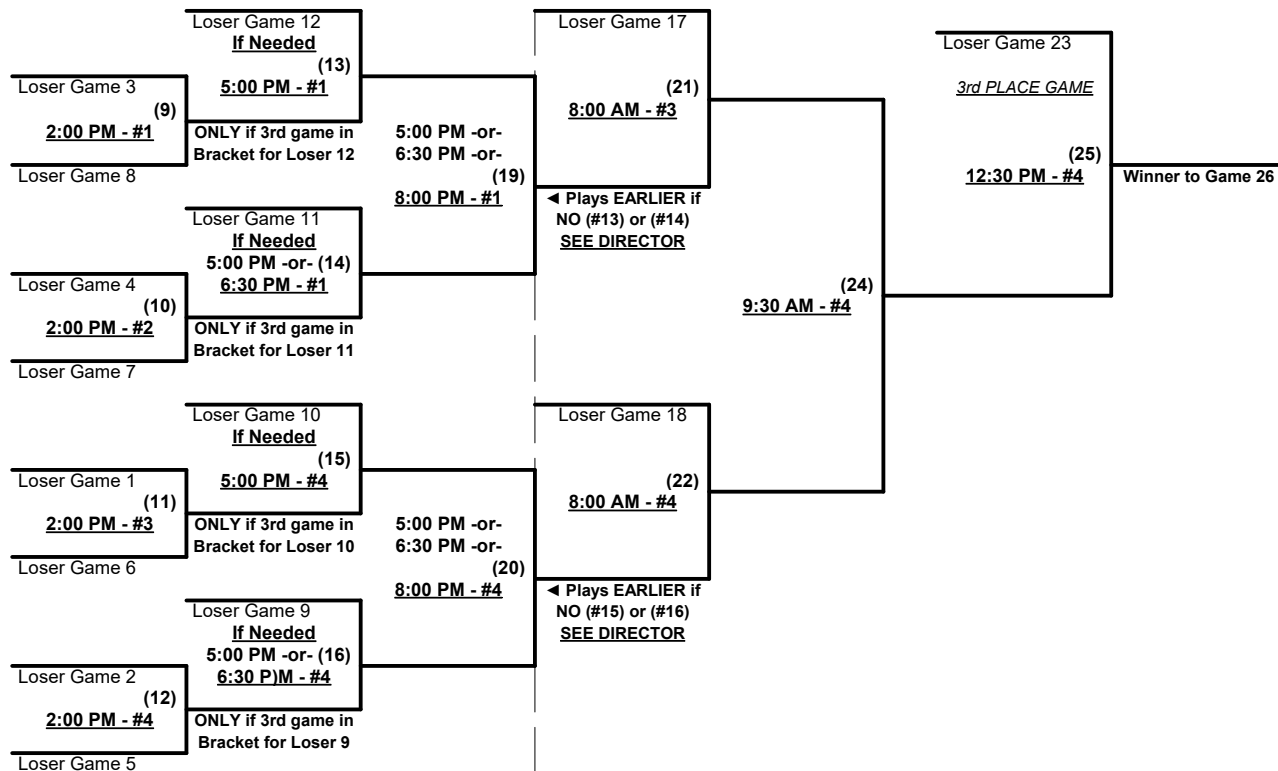 Loser Game 12
If Needed
(13)
5:00 PM - #1
Loser Game 3
(9)
2:00 PM - #1
ONLY if 3rd game in
Bracket for Loser 12
Loser Game 8
5:00 PM -or-
6:30 PM -or-
(19)
8:00 PM - #1
Loser Game 11
If Needed
5:00 PM -or- (14)
6:30 PM - #1
Loser Game 4
(10)
2:00 PM - #2
ONLY if 3rd game in
Bracket for Loser 11
Loser Game 7
Loser Game 17
(21)
8:00 AM - #3
◄ Plays EARLIER if
NO (#13) or (#14)
SEE DIRECTOR
Loser Game 23
3rd PLACE GAME
(25)
12:30 PM - #4
Winner to Game 26
(24)
9:30 AM - #4
Loser Game 10
If Needed
(15)
5:00 PM - #4
Loser Game 1
(11)
2:00 PM - #3
ONLY if 3rd game in
Bracket for Loser 10
Loser Game 6
5:00 PM -or-
6:30 PM -or-
(20)
8:00 PM - #4
Loser Game 9
If Needed
5:00 PM -or- (16)
6:30 P)M - #4
Loser Game 2
(12)
2:00 PM - #4
ONLY if 3rd game in
Bracket for Loser 9
Loser Game 5
Loser Game 18
(22)
8:00 AM - #4
◄ Plays EARLIER if
NO (#15) or (#16)
SEE DIRECTOR